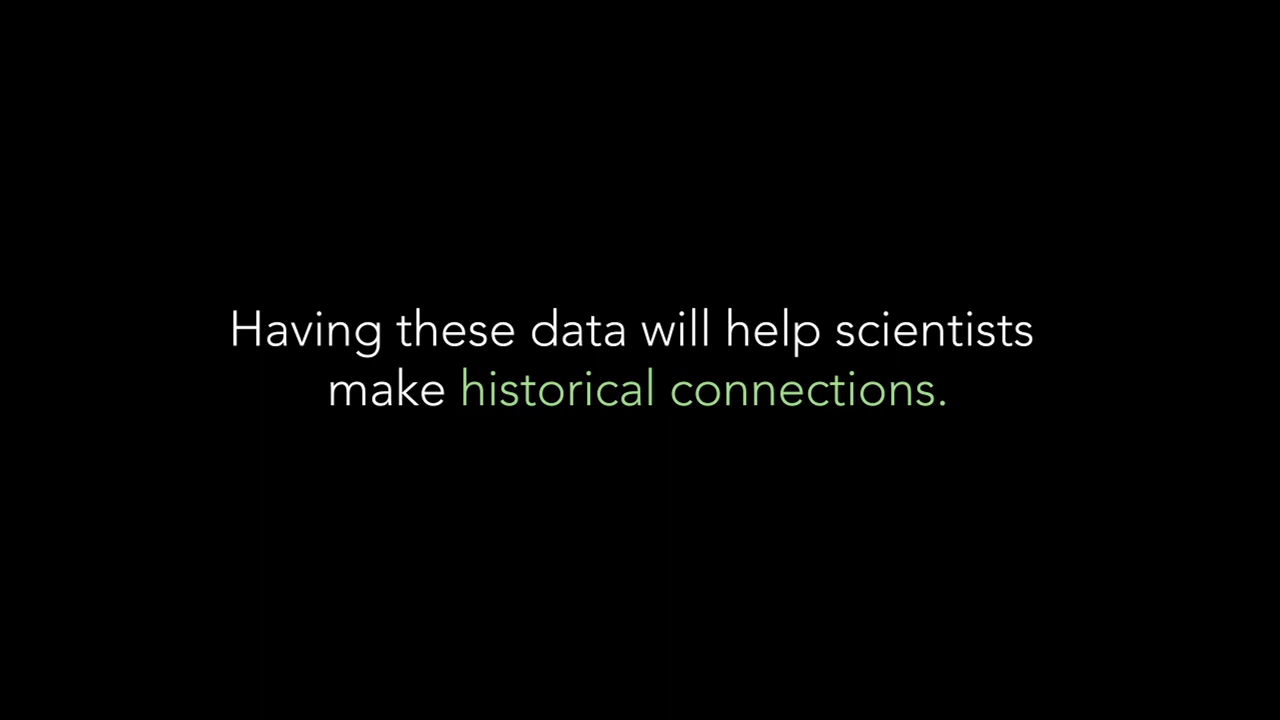 Having these data will help scientists
make historical connections.